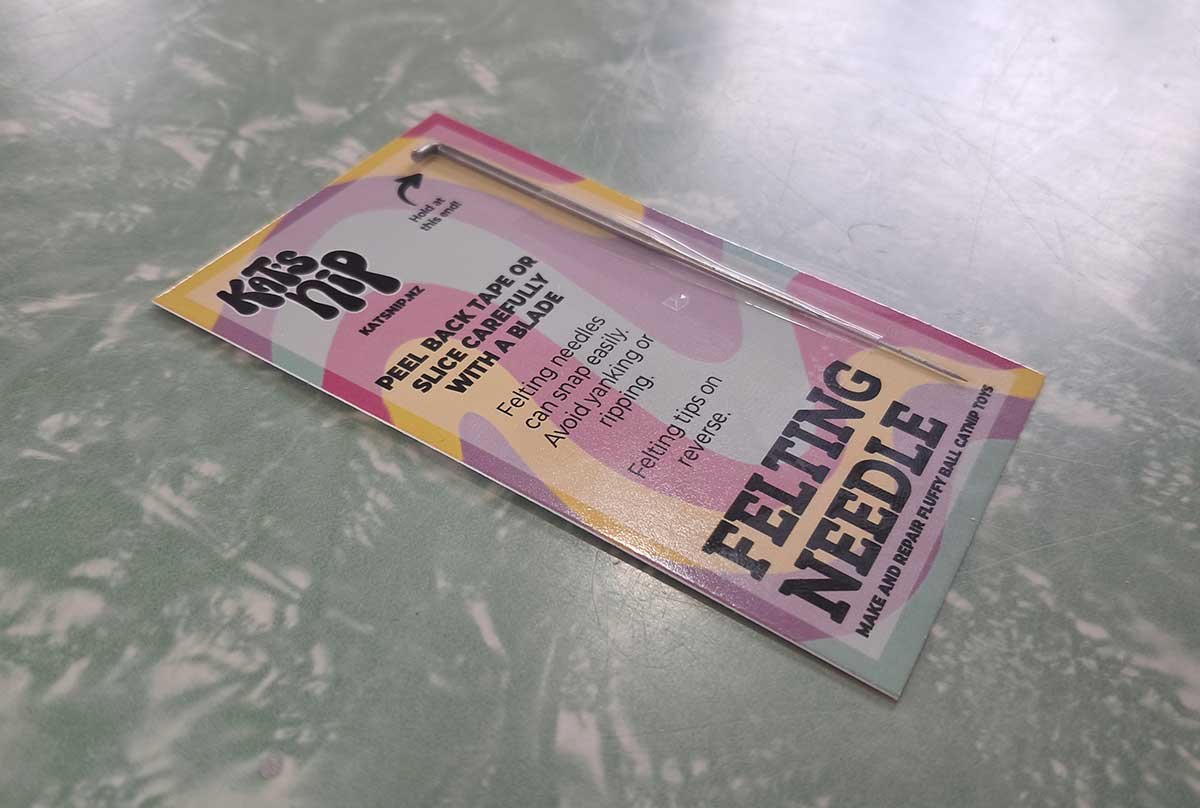 Hold at
this end!
KAT'S
NIP
KATSNIP.NZ
PEEL BACK TAPE OR
SLICE CAREFULLY
WITH A BLADE
Felting needles
can snap easily.
Avoid yanking or
ripping.
Felting tips on
reverse.
FELTING
NEEDLE
MAKE AND REPAIR FLUFFY BALL CATNIP TOYS